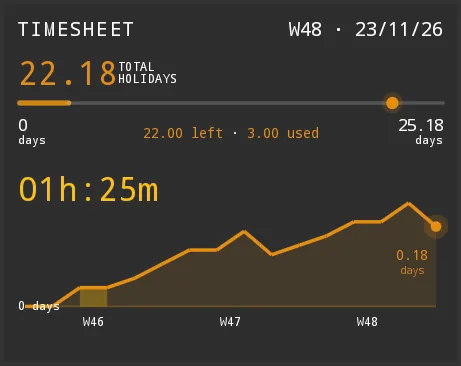 TIMESHEET
W48 · 23/11/26
22.18 TOTAL HOLIDAYS
0 days
22.00 left · 3.00 used
25.18 days
01h:25m
0.18
days
0 days
W46
W47
W48